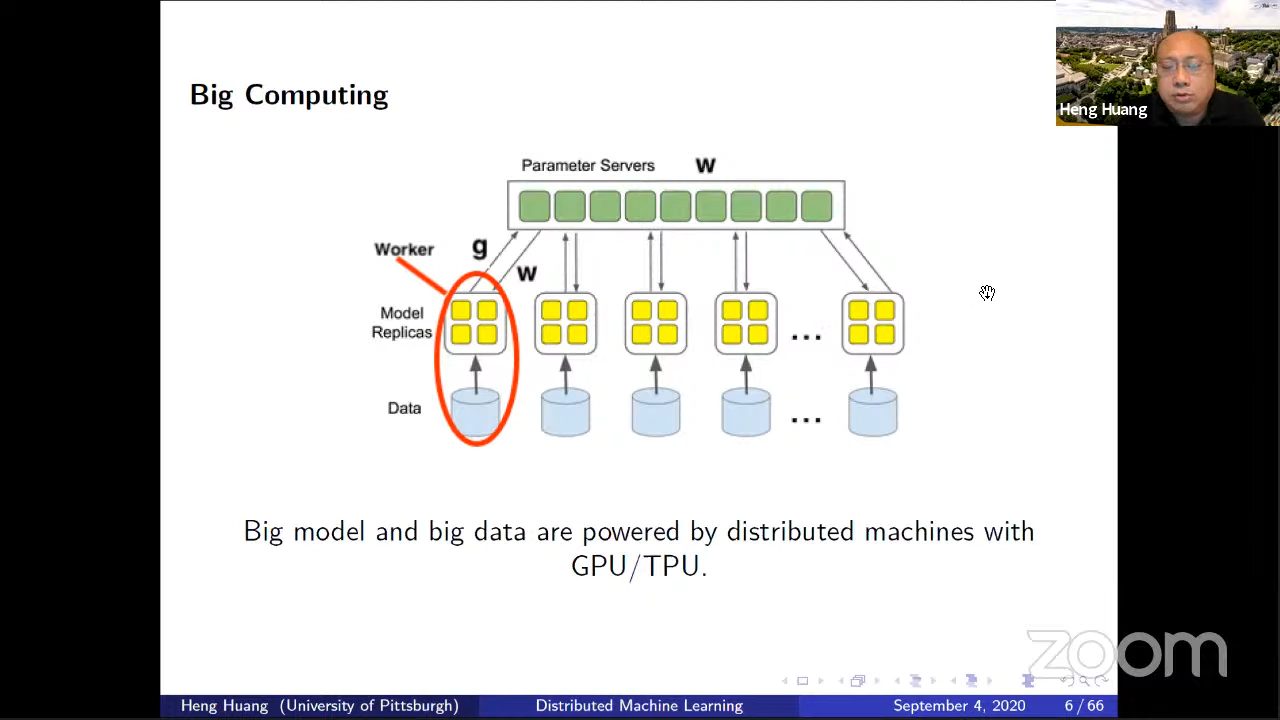 Big Computing
Heng Huang
Parameter Servers w
Worker g
w
Model
Replicas
...
Data
...
Big model and big data are powered by distributed machines with
GPU/TPU.
zoom
Heng Huang (University of Pittsburgh) Distributed Machine Learning September 4, 2020 6 / 66